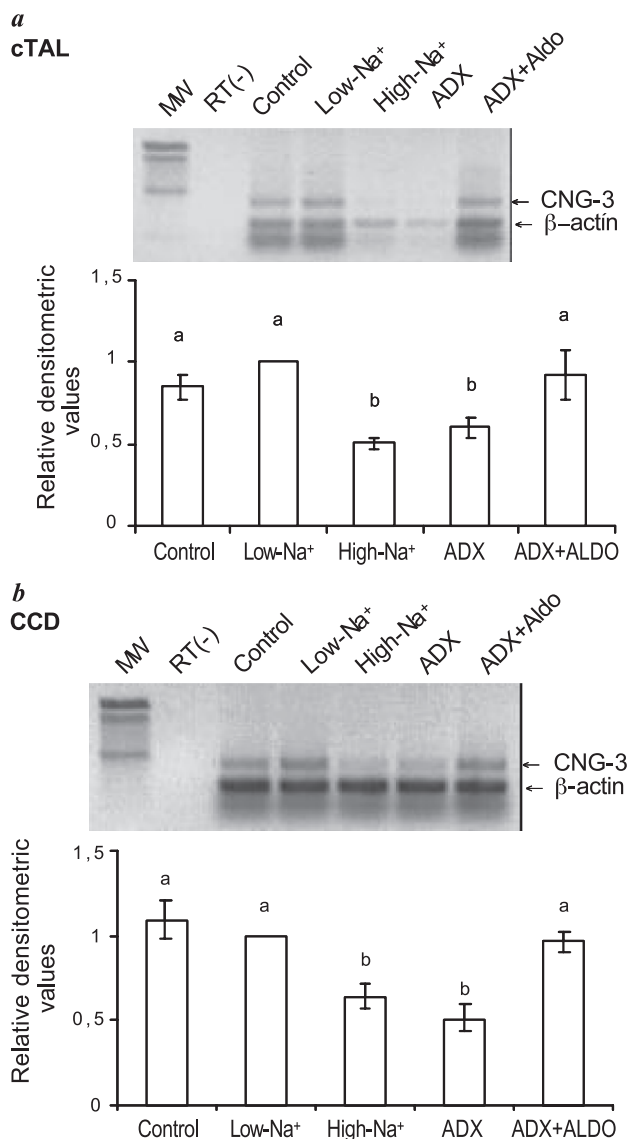 a
cTAL
MW RT(-) Control Low-Na⁺ High-Na⁺ ADX ADX+Aldo
← CNG-3
← β–actín
Relative densitometric values
1,5
1
0,5
0
a a b b a
Control Low-Na⁺ High-Na⁺ ADX ADX+ALDO
b
CCD
MW RT(-) Control Low-Na⁺ High-Na⁺ ADX ADX+Aldo
← CNG-3
← β-actin
Relative densitometric values
1,5
1
0,5
0
a a b b a
Control Low-Na⁺ High-Na⁺ ADX ADX+ALDO